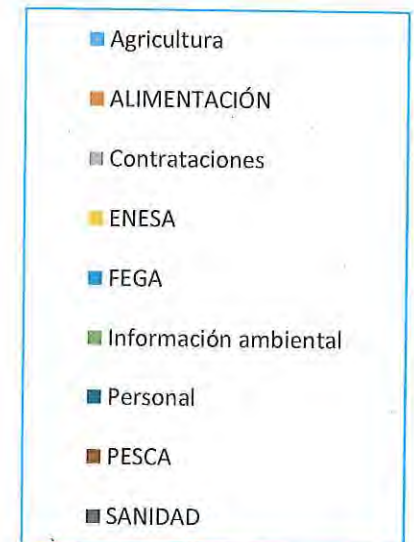 Agricultura
ALIMENTACIÓN
Contrataciones
ENESA
FEGA
Información ambiental
Personal
PESCA
SANIDAD